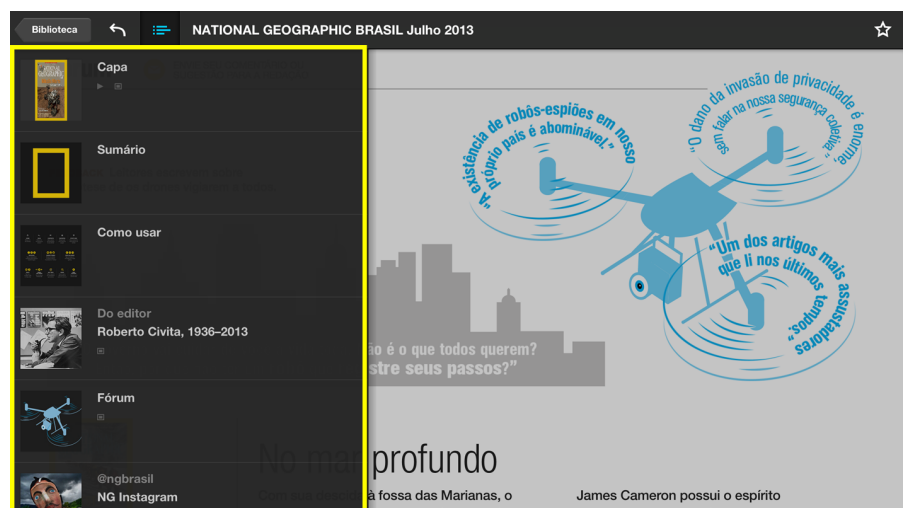 Biblioteca
NATIONAL GEOGRAPHIC BRASIL Julho 2013
Capa
Sumário
Como usar
Do editor
Roberto Civita, 1936–2013
Fórum
@ngbrasil
NG Instagram
“A existência de robôs-espiões em nosso
próprio país é abominável.”
“O dano da invasão de privacidade é enorme,
sem falar na nossa segurança coletiva.”
“Um dos artigos mais assustadores
que li nos últimos tempos.”
é o que todos querem?
seus passos?”
No mar profundo
à fossa das Marianas, o
James Cameron possui o espírito